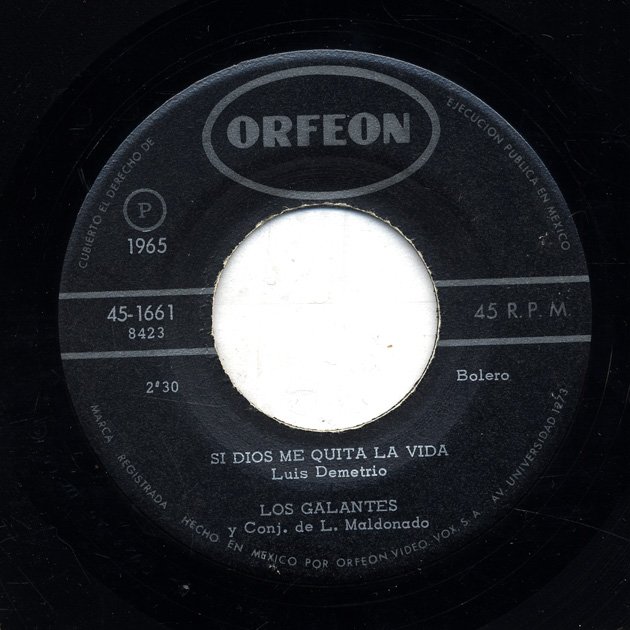 ORFEON
CUBIERTO EL DERECHO DE
EJECUCION PUBLICA EN MEXICO
P
1965
45-1661
8423
45 R. P. M.
2'30
Bolero
SI DIOS ME QUITA LA VIDA
Luis Demetrio
LOS GALANTES
y Conj. de L. Maldonado
MARCA REGISTRADA HECHO EN MEXICO POR ORFEON VIDEO VOX, S. A. AV. UNIVERSIDAD 1273